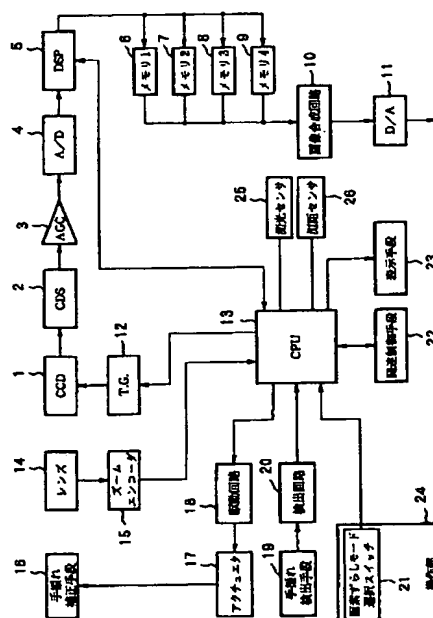 5
DSP
4
A/D
3
AGC
2
CDS
1
CCD
12
T.G.
14
レンズ
15
ズーム
エンコーダ
16
手振れ
補正手段
6
メモリ1
7
メモリ2
8
メモリ3
9
メモリ4
10
画像合成回路
11
D/A
25
測光センサ
26
測距センサ
13
CPU
23
表示手段
22
関連制御手段
18
駆動回路
17
アクチュエタ
20
検出回路
19
手振れ
検出手段
24
21
画素ずらしモード
選択スイッチ